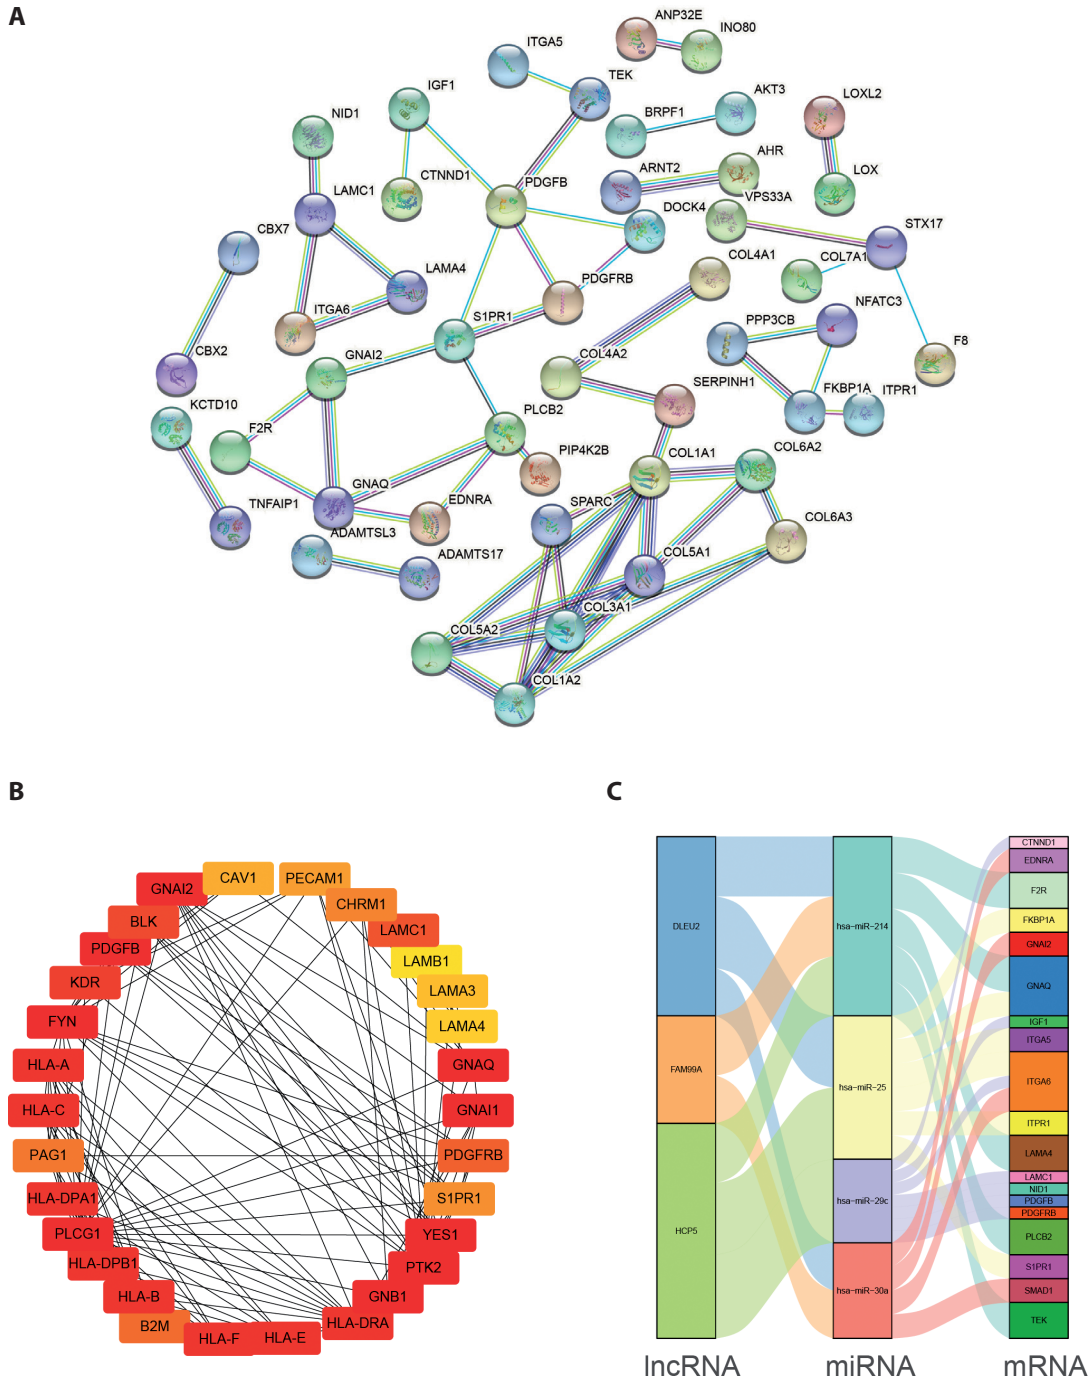 A
ANP32E
INO80
ITGA5
TEK
IGF1
AKT3
LOXL2
BRPF1
NID1
AHR
ARNT2
CTNND1
PDGFB
LOX
LAMC1
VPS33A
DOCK4
STX17
CBX7
COL4A1
COL7A1
LAMA4
PDGFRB
NFATC3
ITGA6
S1PR1
PPP3CB
F8
GNAI2
COL4A2
CBX2
SERPINH1
FKBP1A
ITPR1
KCTD10
PLCB2
F2R
COL6A2
PIP4K2B
COL1A1
GNAQ
EDNRA
SPARC
TNFAIP1
COL6A3
ADAMTSL3
ADAMTS17
COL5A1
COL3A1
COL5A2
COL1A2
B
GNAI2
CAV1
PECAM1
CHRM1
BLK
LAMC1
PDGFB
LAMB1
KDR
LAMA3
FYN
LAMA4
HLA-A
GNAQ
HLA-C
GNAI1
PAG1
PDGFRB
HLA-DPA1
S1PR1
PLCG1
YES1
HLA-DPB1
PTK2
HLA-B
GNB1
B2M
HLA-DRA
HLA-F
HLA-E
C
DLEU2
FAM99A
HCP5
hsa-miR-214
hsa-miR-25
hsa-miR-29c
hsa-miR-30a
CTNND1
EDNRA
F2R
FKBP1A
GNAI2
GNAQ
IGF1
ITGA5
ITGA6
ITPR1
LAMA4
LAMC1
NID1
PDGFB
PDGFRB
PLCB2
S1PR1
SMAD1
TEK
lncRNA
miRNA
mRNA